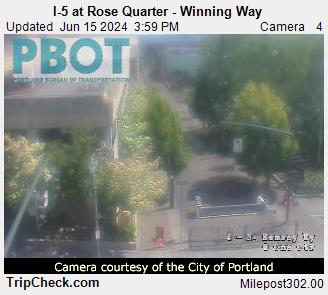 I-5 at Rose Quarter - Winning Way
Updated Jun 15 2024 3:59 PM Camera 4
PBOT
PORTLAND BUREAU OF TRANSPORTATION
Camera courtesy of the City of Portland
TripCheck.com Milepost302.00